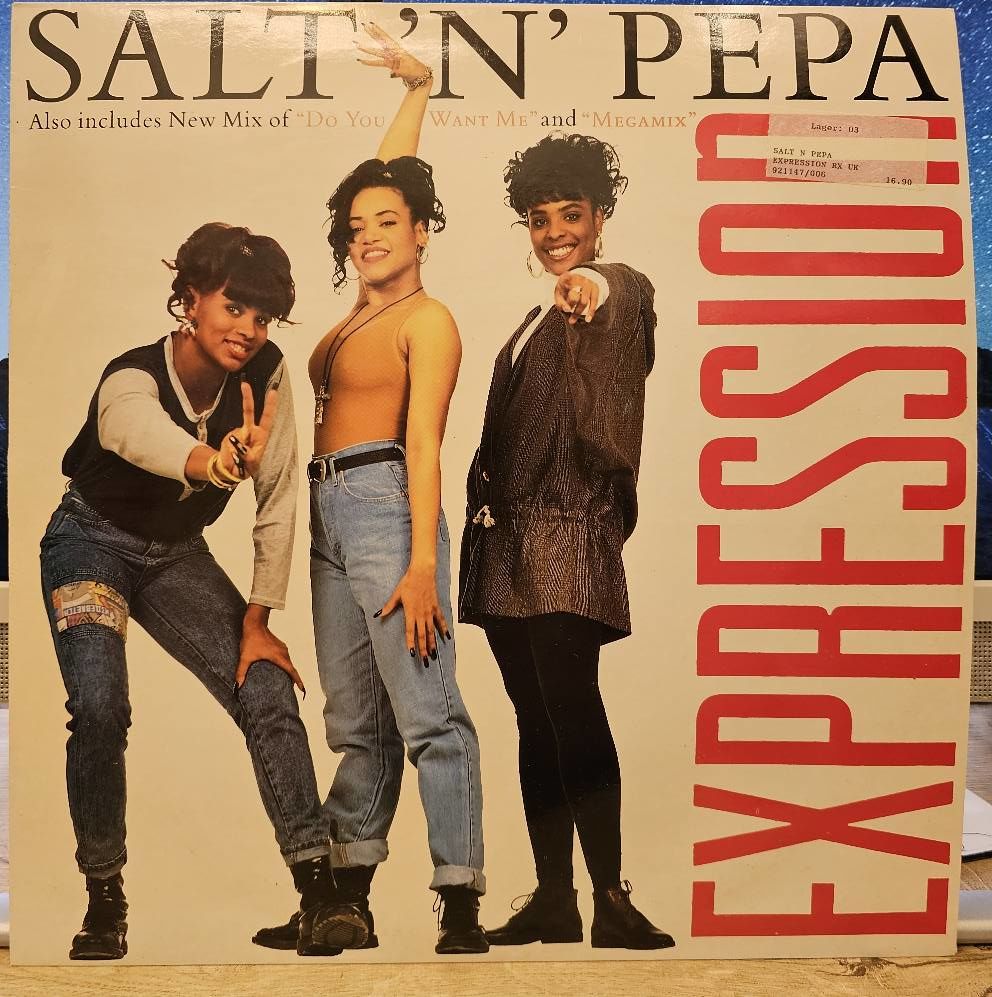 SALT 'N' PEPA
Also includes New Mix of “Do You Want Me” and “Megamix”
Lager: 03
SALT N PEPA
EXPRESSION RX UK
921147/006 16.90
EXPRESSION